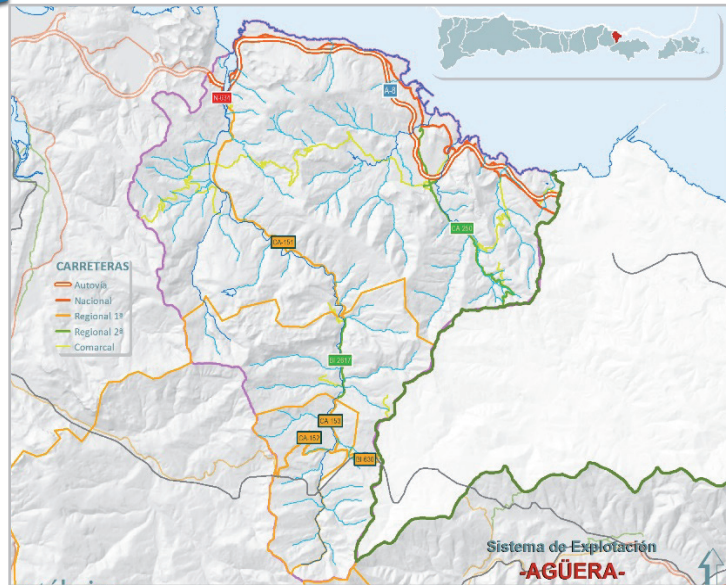 N-634
A-8
CA-151
CA 250
CARRETERAS
Autovía
Nacional
Regional 1ª
Regional 2ª
Comarcal
BI 2617
CA-150
CA-152
BI 630
Sistema de Explotación
-AGÜERA-